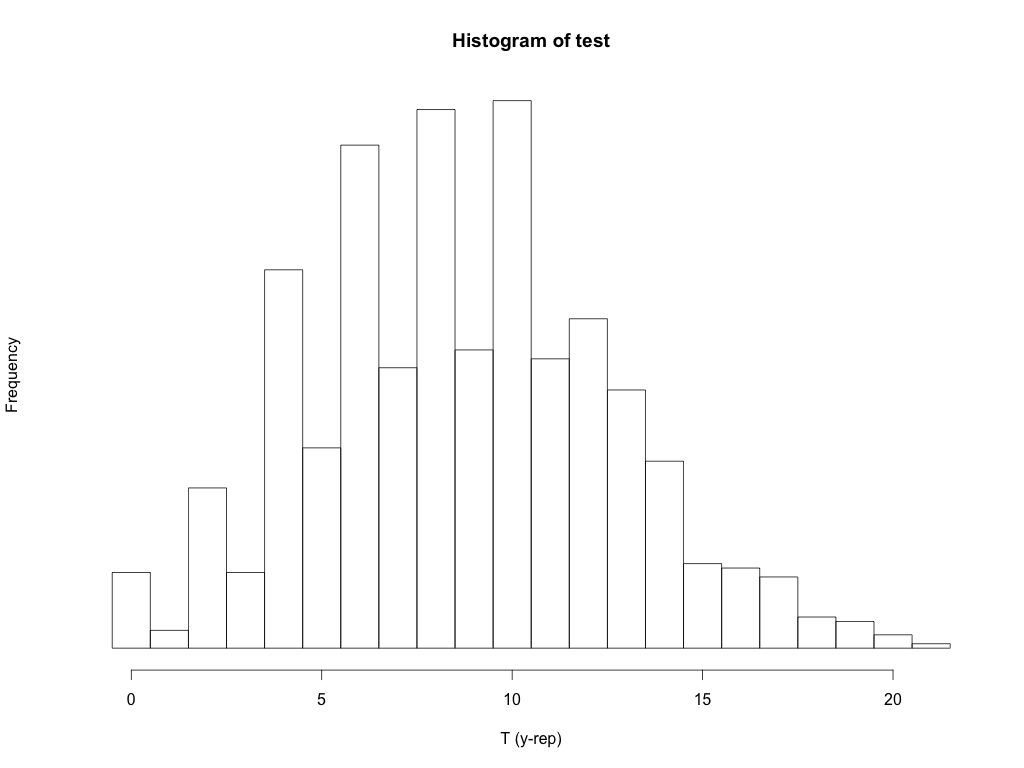 Histogram of test
Frequency
0 5 10 15 20
T (y-rep)